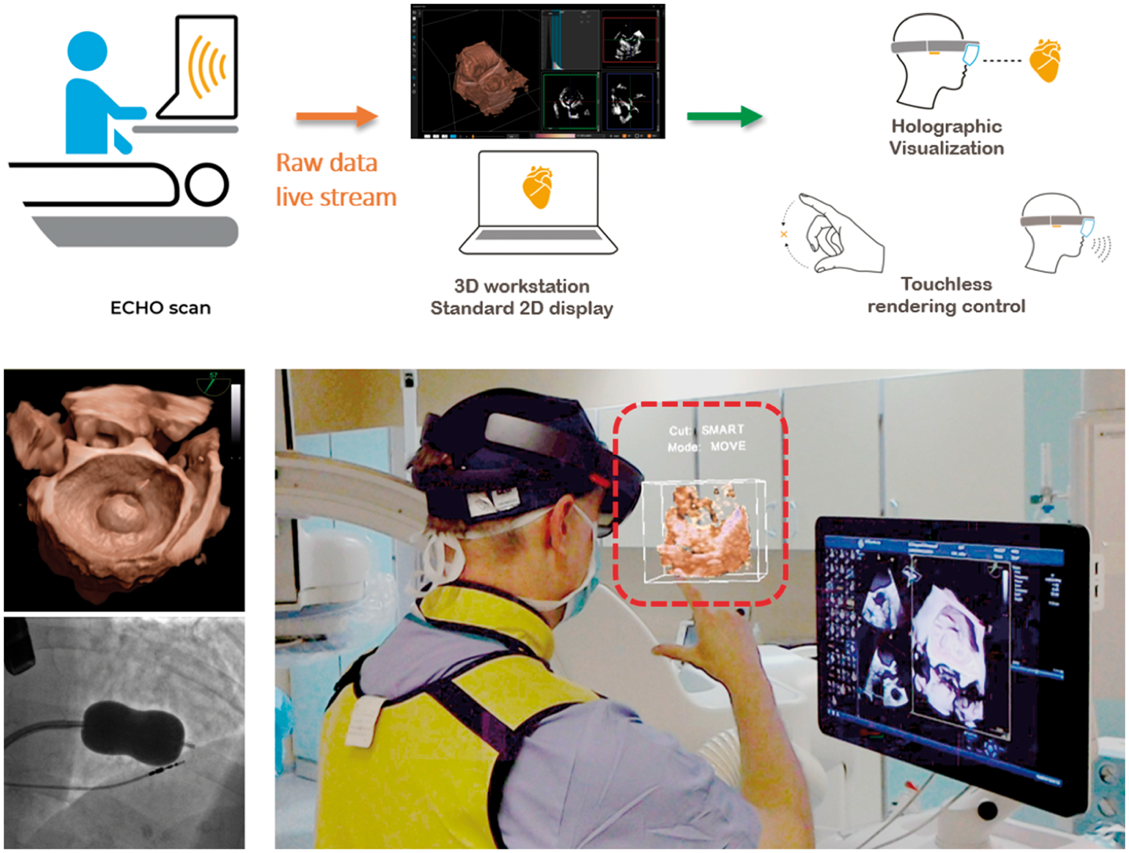 Raw data
live stream
ECHO scan
3D workstation
Standard 2D display
Holographic
Visualization
Touchless
rendering control
57
Cut: SMART
Mode: MOVE